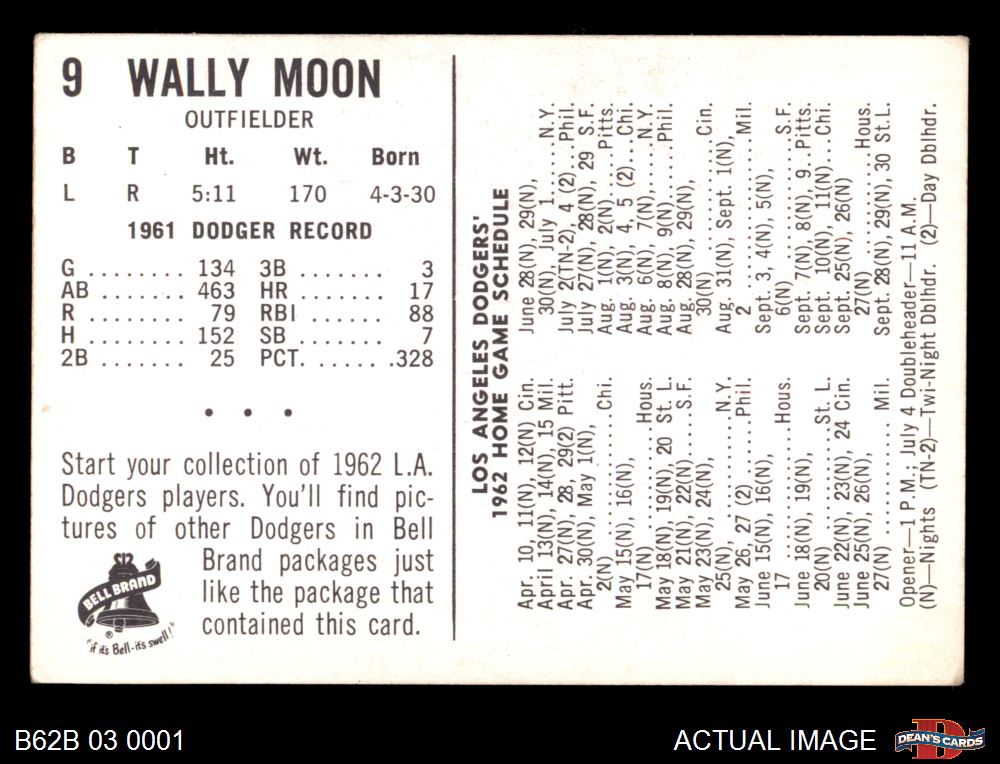 9 WALLY MOON
OUTFIELDER
B T Ht. Wt. Born
L R 5:11 170 4-3-30
1961 DODGER RECORD
G ........ 134 3B ........ 3
AB ........ 463 HR ....... 17
R ........ 79 RBI ....... 88
H ........ 152 SB ....... 7
2B ........ 25 PCT. ...... .328
• • •
Start your collection of 1962 L.A.
Dodgers players. You'll find pic-
tures of other Dodgers in Bell
Brand packages just
like the package that
contained this card.
BELL BRAND
®
"if it's Bell-it's swell!"
LOS ANGELES DODGERS'
1962 HOME GAME SCHEDULE
Apr. 10, 11(N), 12(N) Cin.
April 13(N), 14(N), 15 Mil.
Apr. 27(N), 28, 29(2) Pitt.
Apr. 30(N), May 1(N),
2(N) ..............Chi.
May 15(N), 16(N),
17(N) ..............Hous.
May 18(N), 19(N), 20 St. L.
May 21(N), 22(N).....S.F.
May 23(N), 24(N),
25(N), ..............N.Y.
May 26, 27 (2) .......Phil.
June 15(N), 16(N),
17 ................Hous.
June 18(N), 19(N),
20(N) ............St. L.
June 22(N), 23(N), 24 Cin.
June 25(N), 26(N),
27(N) .............. Mil.
June 28(N), 29(N),
30(N), July 1.......N.Y.
July 2(TN-2), 4 (2)...Phil.
July 27(N), 28(N), 29 S.F.
Aug. 1(N), 2(N).....Pitts.
Aug. 3(N), 4, 5 (2)....Chi.
Aug. 6(N), 7(N),.....N.Y.
Aug. 8(N), 9(N)......Phil.
Aug. 28(N), 29(N),
30(N) ..............Cin.
Aug. 31(N), Sept. 1(N),
2 .................Mil.
Sept. 3, 4(N), 5(N),
6(N) ..............S.F.
Sept. 7(N), 8(N), 9..Pitts.
Sept. 10(N), 11(N)...Chi.
Sept. 25(N), 26(N)
27(N) ............Hous.
Sept. 28(N), 29(N), 30 St.L.
Opener—1 P.M.; July 4 Doubleheader—11 A.M.
(N)—Nights (TN-2)—Twi-Night Dblhdr. (2)—Day Dblhdr.
B62B 03 0001
ACTUAL IMAGE
D
DEAN'S CARDS